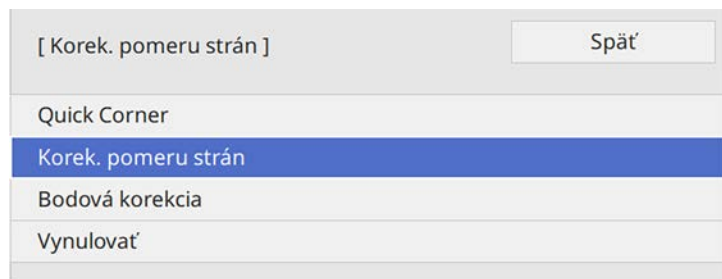 [ Korek. pomeru strán ]
Späť
Quick Corner
Korek. pomeru strán
Bodová korekcia
Vynulovať